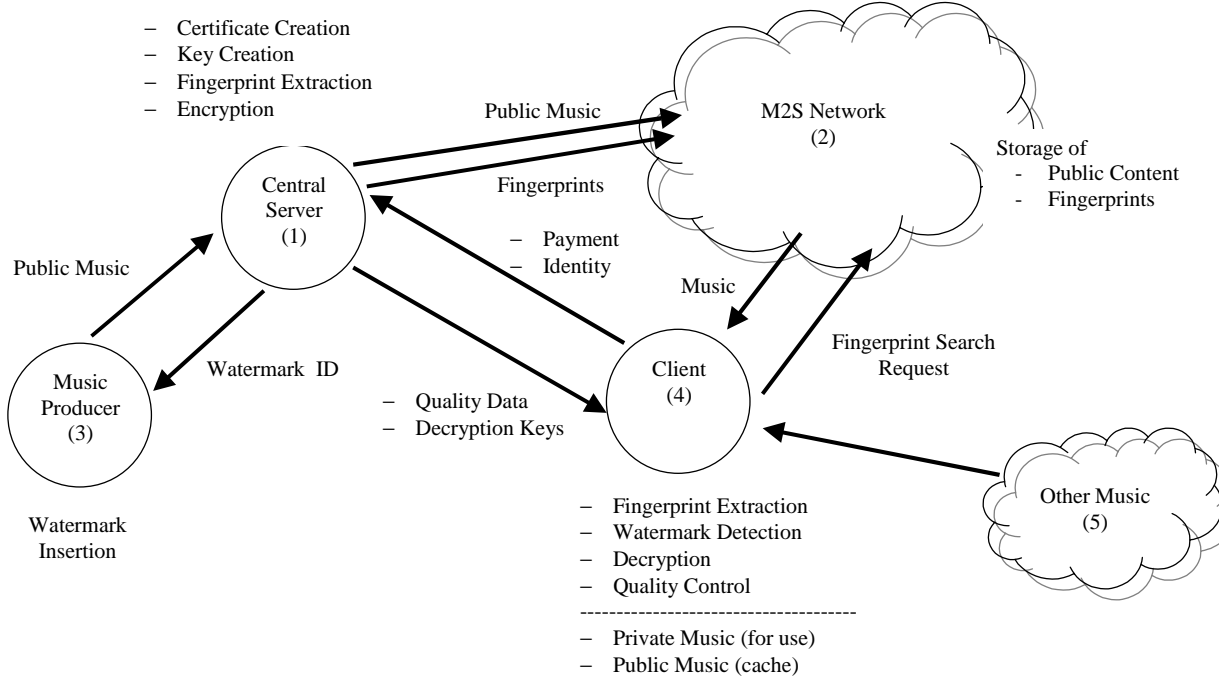 – Certificate Creation
– Key Creation
– Fingerprint Extraction
– Encryption
Public Music
M2S Network
(2)
Storage of
- Public Content
- Fingerprints
Central
Server
(1)
Fingerprints
– Payment
– Identity
Public Music
Music
Fingerprint Search
Request
Watermark ID
Music
Producer
(3)
Client
(4)
– Quality Data
– Decryption Keys
Other Music
(5)
Watermark
Insertion
– Fingerprint Extraction
– Watermark Detection
– Decryption
– Quality Control
--------------------------------------
– Private Music (for use)
– Public Music (cache)